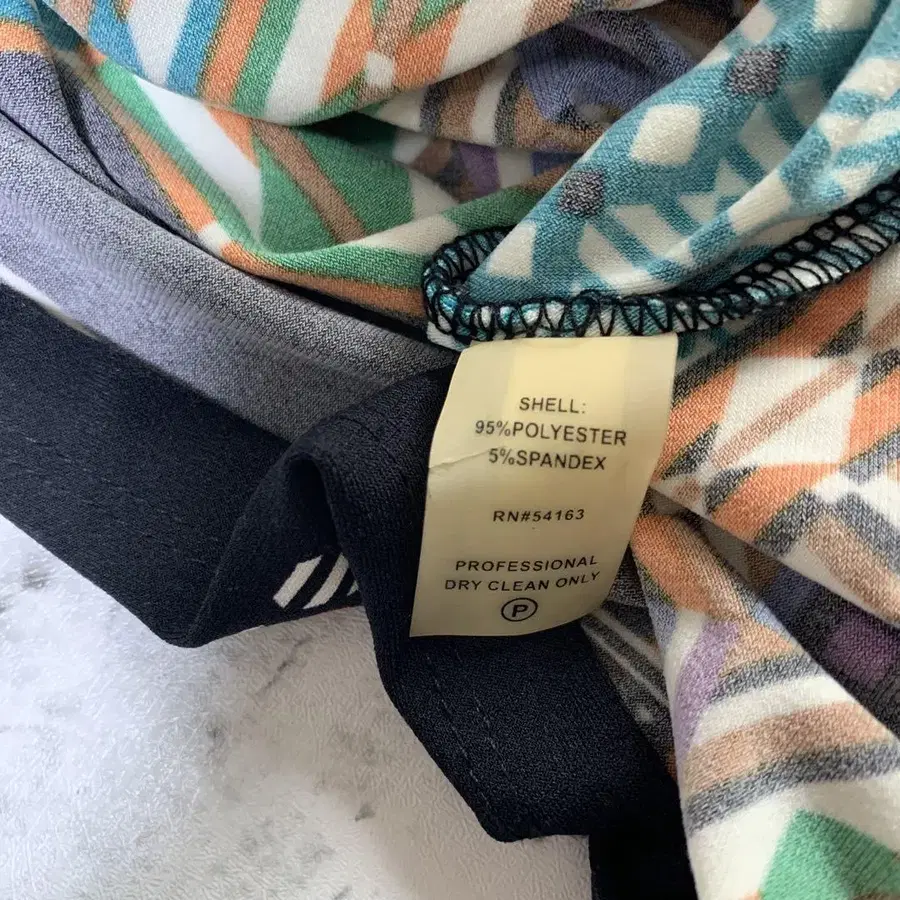 SHELL:
95%POLYESTER
5%SPANDEX
RN#54163
PROFESSIONAL
DRY CLEAN ONLY
P